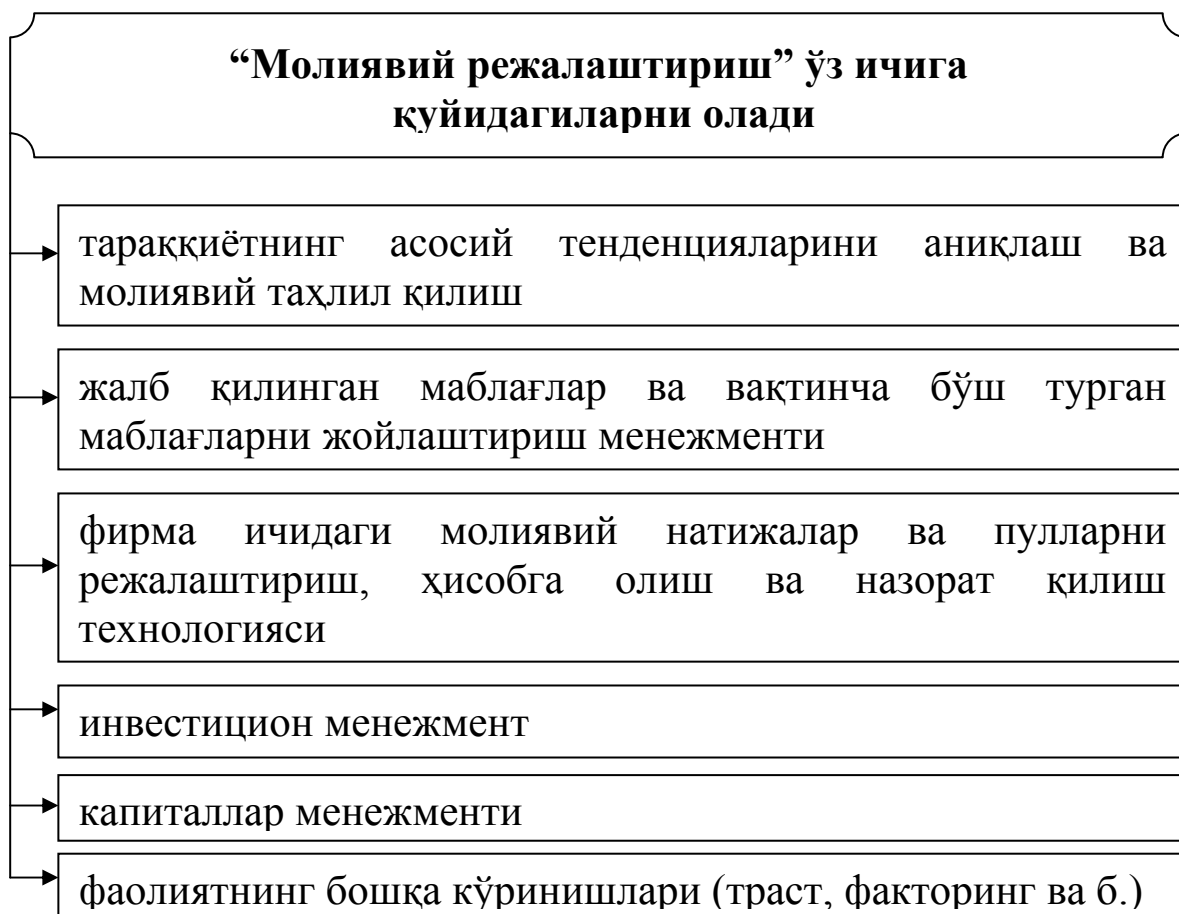 “Молиявий режалаштириш” ўз ичига
қуйидагиларни олади
тараққиётнинг асосий тенденцияларини аниқлаш ва
молиявий таҳлил қилиш
жалб қилинган маблағлар ва вақтинча бўш турган
маблағларни жойлаштириш менежменти
фирма ичидаги молиявий натижалар ва пулларни
режалаштириш, ҳисобга олиш ва назорат қилиш
технологияси
инвестицион менежмент
капиталлар менежменти
фаолиятнинг бошқа кўринишлари (траст, факторинг ва б.)